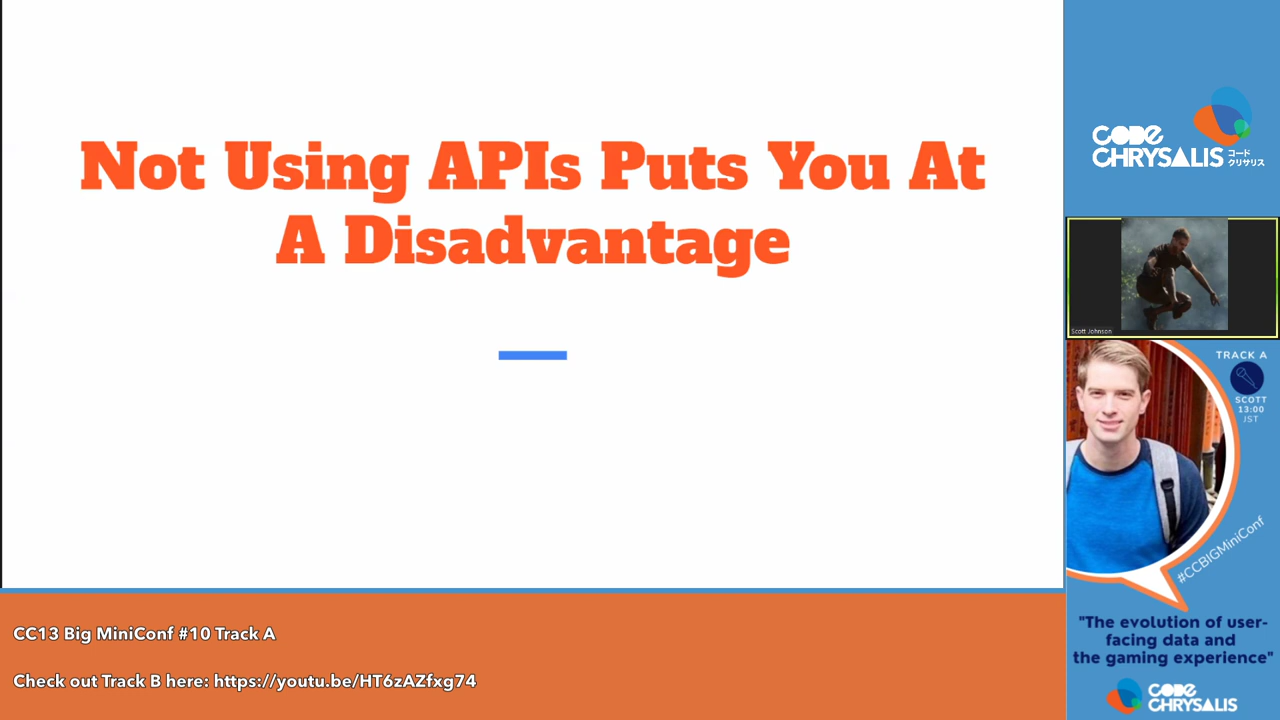 Not Using APIs Puts You At
A Disadvantage
CODE
CHRYSALIS
コード
クリサリス
Scott Johnson
TRACK A
SCOTT
13:00
JST
#CCBIGMiniConf
"The evolution of user-
facing data and
the gaming experience"
CODE
CHRYSALIS
CC13 Big MiniConf #10 Track A
Check out Track B here: https://youtu.be/HT6zAZfxg74